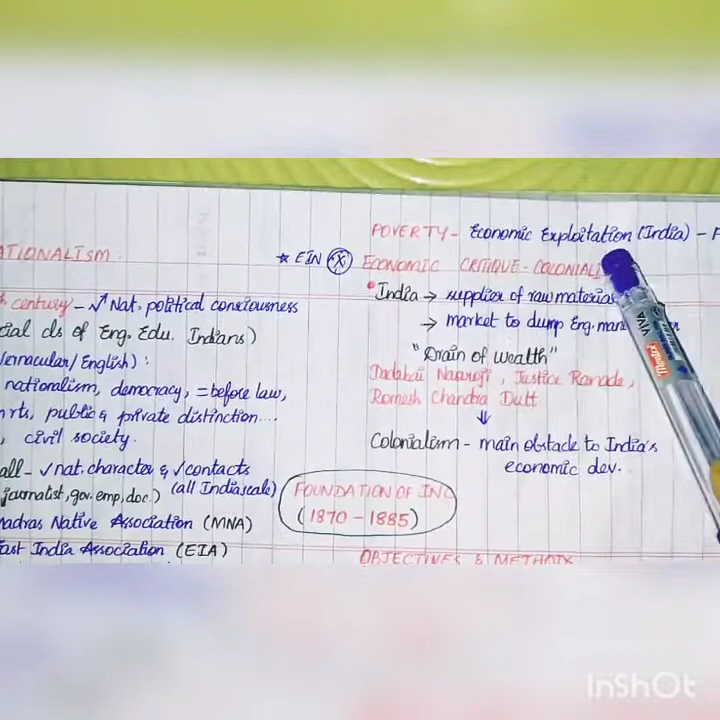 ATIONALISM
century - Nat. political consciousness
cial cls of Eng. Edu. Indians)
Vernacular/English) :
nationalism, democracy, = before law,
public & private distinction....
, civil society.
all - ✓nat. character & ✓contacts
journalist, gov. emp, doc.) (all India scale)
Madras Native Association (MNA)
East India Association (EIA)
FOUNDATION OF INC
(1870 - 1885)
POVERTY - Economic Exploitation (India) -
★ EIN (X) ECONOMIC CRITIQUE - COLONIALI
• India → supplier of raw materials
→ market to dump Eng. man
"Drain of wealth"
Dadabai Naoroji, Justice Ranade,
Romesh Chandra Dutt
↓
Colonialism - main obstacle to India's
economic dev.
OBJECTIVES &
VIVA
InShOt